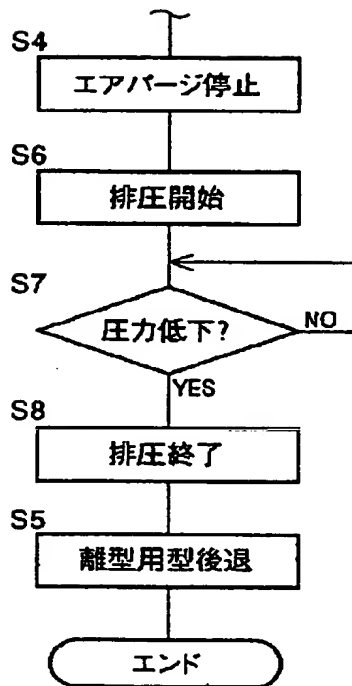 S4
エアパージ停止
S6
排圧開始
S7
圧力低下?
NO
YES
S8
排圧終了
S5
離型用型後退
エンド